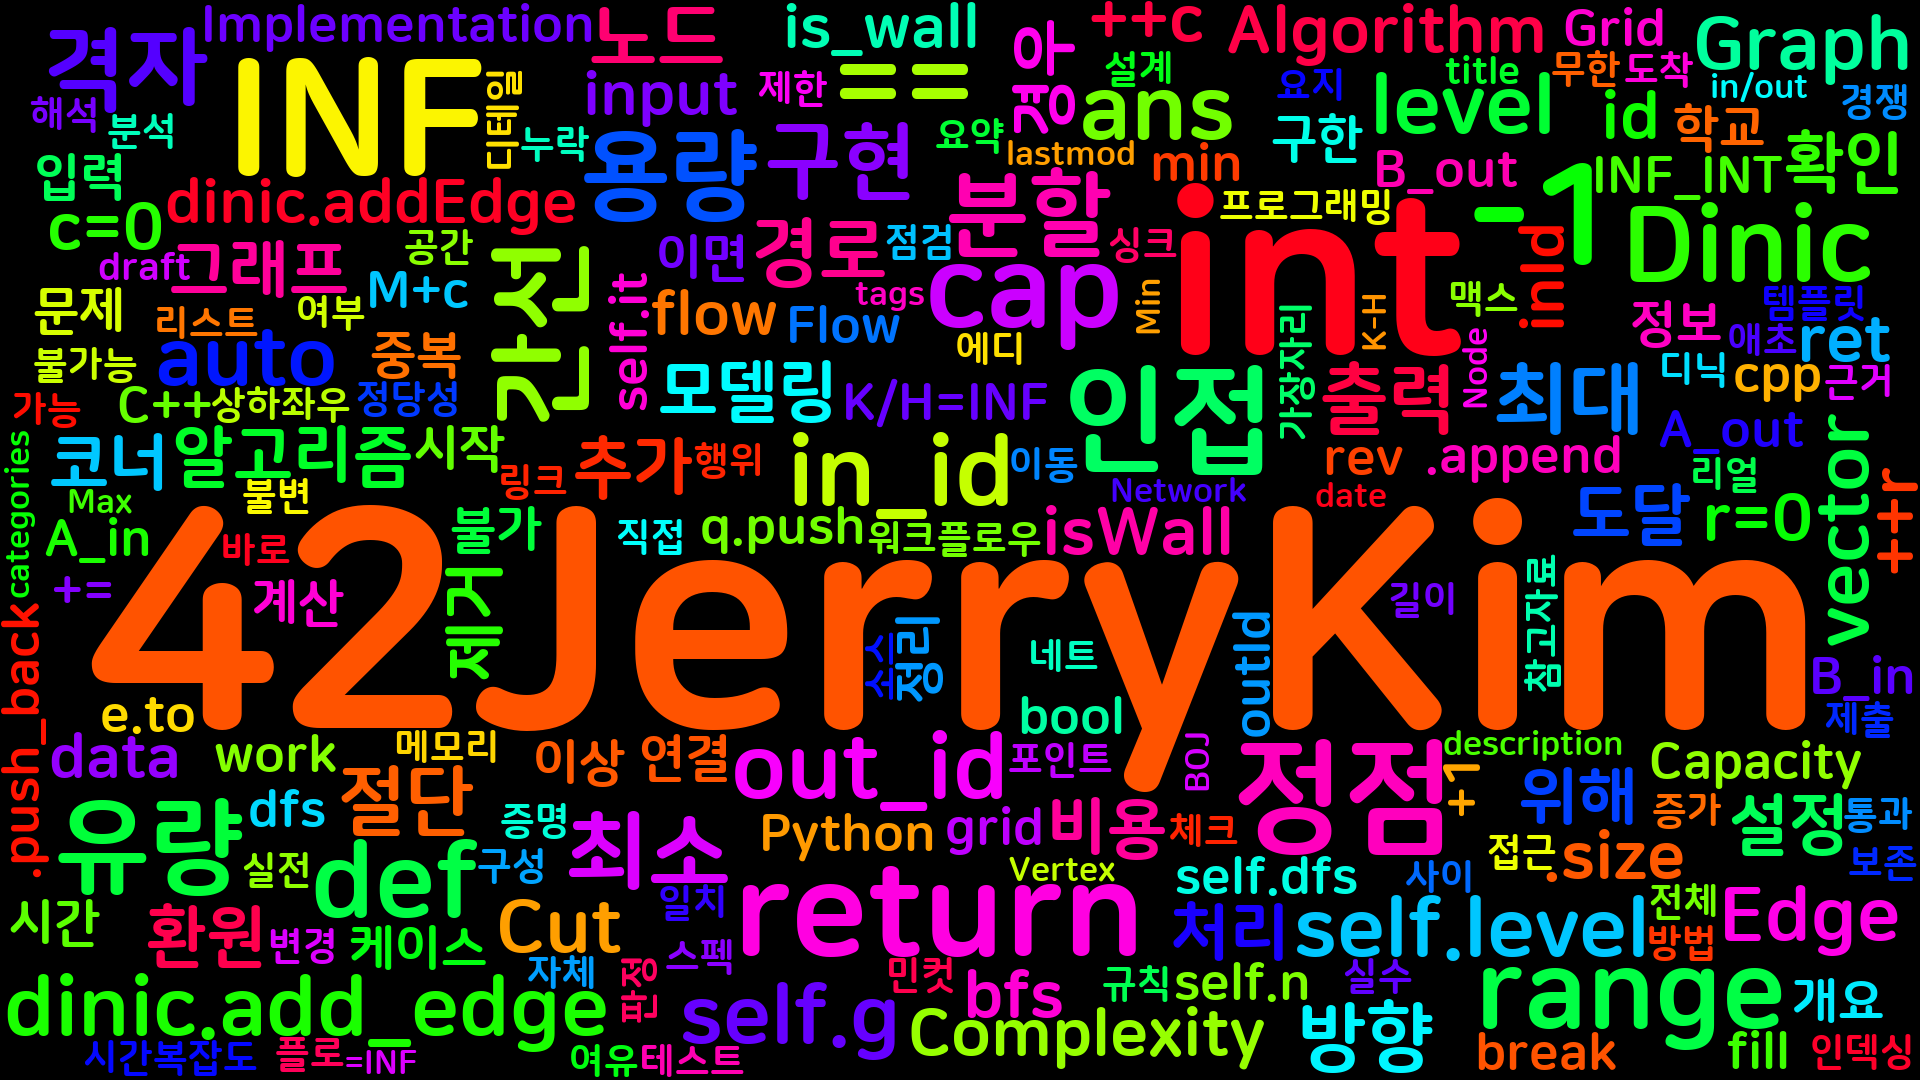 Implementation
노드
is_wall
++c
Algorithm
Grid
Graph
격자
INF
디테일
input
제한
==
경우
설계
요지
title
무한
도착
in/out
해석
분석
누락
용량
구현
요약
ans
구한
level
id
학교
경쟁
입력
lastmod
min
B_out
-1
INF_INT
확인
c=0
dinic.addEdge
분할
int
프로그래밍
Dinic
draft
그래프
공간
간선
이면
경로
점검
cap
싱크
inId
문제
리스트
여부
M+c
self.it
flow
Flow
tags
Min
가장자리
K-H
맥스
정보
템플릿
애초
ret
불가능
auto
중복
에디
Node
디닉
cpp
근거
가능
C++
상하좌우
정당성
모델링
K/H=INF
인접
출력
최대
A_out
vector
categories
코너
알고리즘
시작
링크
추가
행위
in_id
이동
rev
.append
리얼
++r
Max
불변
Network
date
도달
r=0
A_in
바로
불가
직접
q.push
워크플로우
isWall
+=
계산
제거
42JerryKim
길이
참고자료
.push_back
소시
정리
네트
outId
B_in
e.to
bool
제출
data
work
메모리
이상
연결
out_id
포인트
BOJ
정점
description
+1
Capacity
유량
dfs
절단
증명
최소
Python
grid
비용
체크
위해
증가
설정
통과
실전
def
구성
return
Vertex
self.dfs
사이
접근
.size
보존
시간
환원
변경
케이스
Cut
일치
스펙
처리
self.level
전체
방법
Edge
dinic.add_edge
자체
판정
self.g
민컷
bfs
규칙
self.n
실수
range
개요
시간복잡도
플로
=INF
_
여유
테스트
Complexity
방향
break
fill
인덱싱